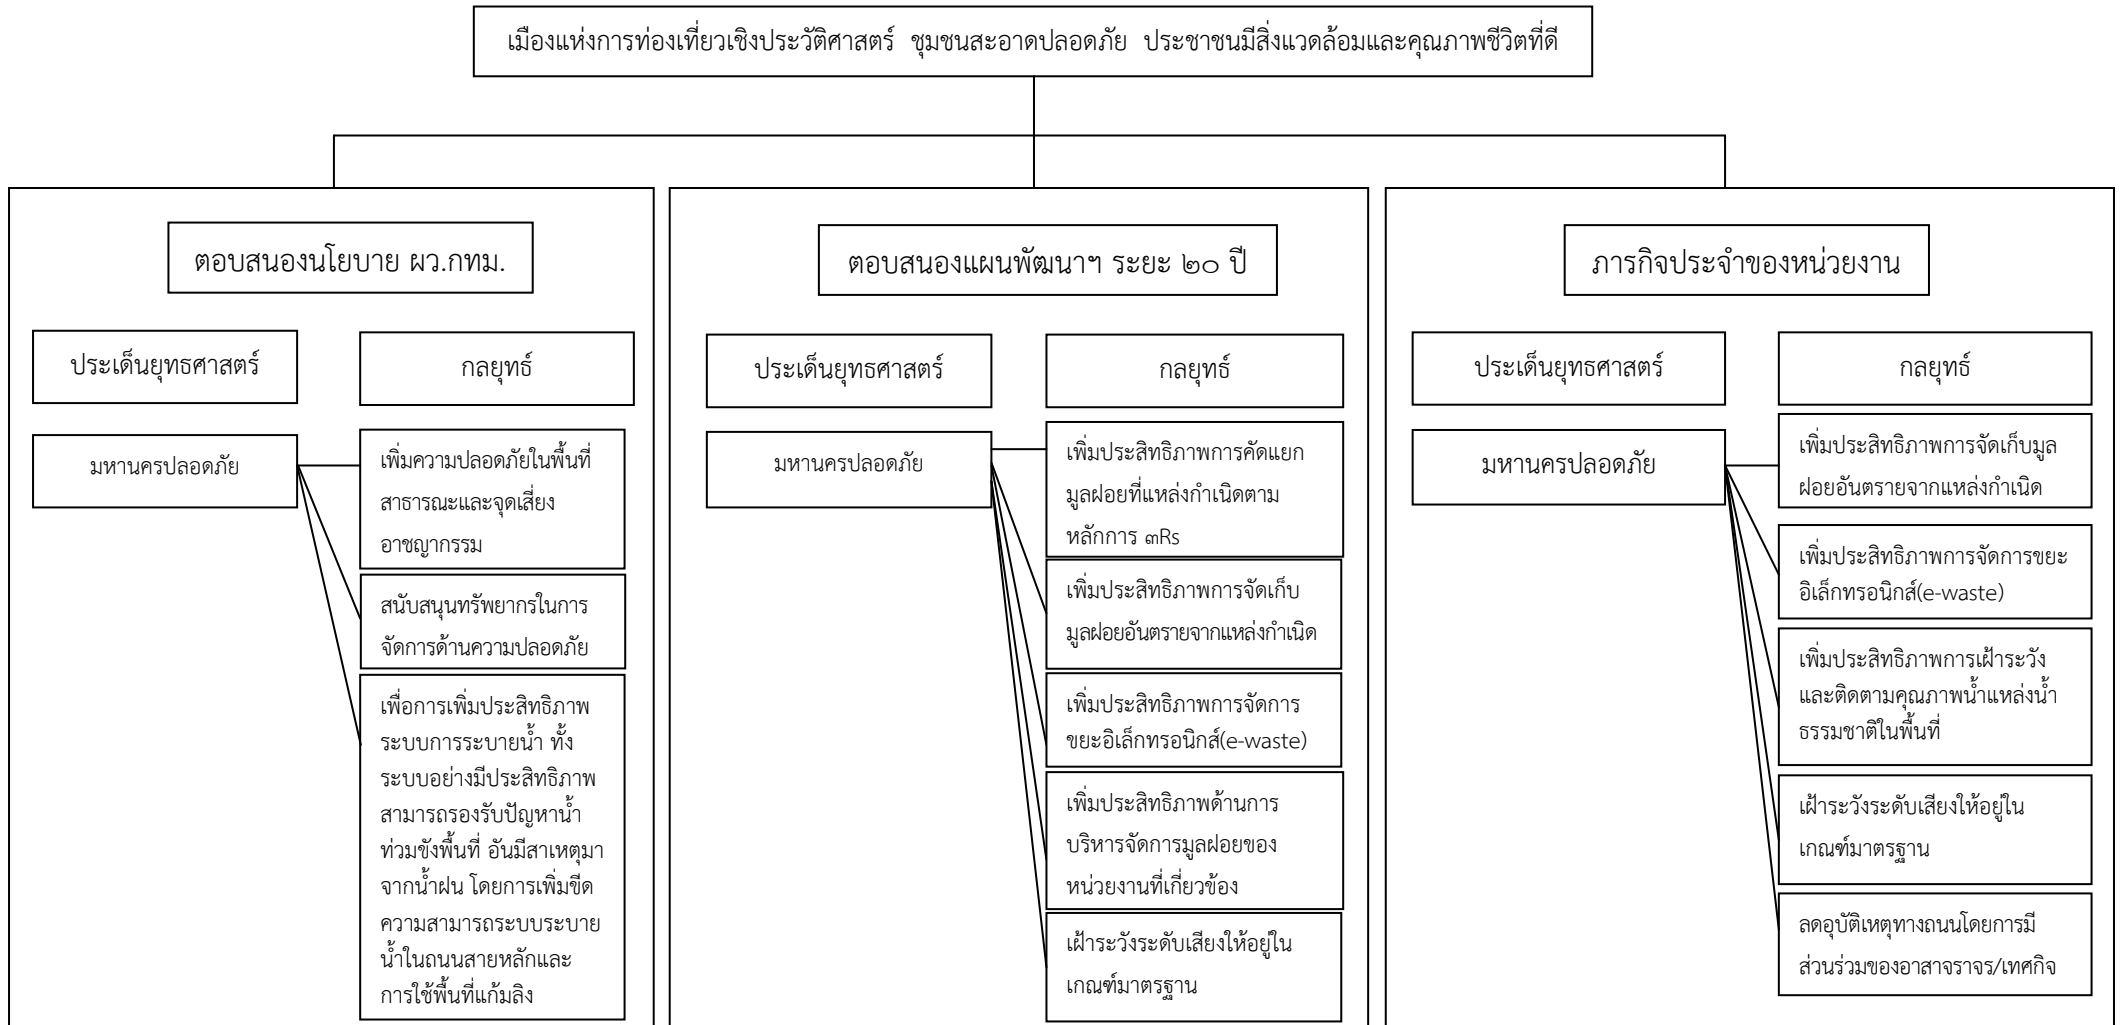 เมืองแห่งการท่องเที่ยวเชิงประวัติศาสตร์ ชุมชนสะอาดปลอดภัย ประชาชนมีสิ่งแวดล้อมและคุณภาพชีวิตที่ดี
ตอบสนองนโยบาย ผว.กทม.
ประเด็นยุทธศาสตร์
กลยุทธ์
มหานครปลอดภัย
เพิ่มความปลอดภัยในพื้นที่
สาธารณะและจุดเสี่ยง
อาชญากรรม
สนับสนุนทรัพยากรในการ
จัดการด้านความปลอดภัย
เพื่อการเพิ่มประสิทธิภาพ
ระบบการระบายน้ำ ทั้ง
ระบบอย่างมีประสิทธิภาพ
สามารถรองรับปัญหาน้ำ
ท่วมขังพื้นที่ อันมีสาเหตุมา
จากน้ำฝน โดยการเพิ่มขีด
ความสามารถระบบระบาย
น้ำในถนนสายหลักและ
การใช้พื้นที่แก้มลิง
ตอบสนองแผนพัฒนาฯ ระยะ ๒๐ ปี
ประเด็นยุทธศาสตร์
กลยุทธ์
มหานครปลอดภัย
เพิ่มประสิทธิภาพการคัดแยก
มูลฝอยที่แหล่งกำเนิดตาม
หลักการ ๓Rs
เพิ่มประสิทธิภาพการจัดเก็บ
มูลฝอยอันตรายจากแหล่งกำเนิด
เพิ่มประสิทธิภาพการจัดการ
ขยะอิเล็กทรอนิกส์(e-waste)
เพิ่มประสิทธิภาพด้านการ
บริหารจัดการมูลฝอยของ
หน่วยงานที่เกี่ยวข้อง
เฝ้าระวังระดับเสียงให้อยู่ใน
เกณฑ์มาตรฐาน
ภารกิจประจำของหน่วยงาน
ประเด็นยุทธศาสตร์
กลยุทธ์
มหานครปลอดภัย
เพิ่มประสิทธิภาพการจัดเก็บมูล
ฝอยอันตรายจากแหล่งกำเนิด
เพิ่มประสิทธิภาพการจัดการขยะ
อิเล็กทรอนิกส์(e-waste)
เพิ่มประสิทธิภาพการเฝ้าระวัง
และติดตามคุณภาพน้ำแหล่งน้ำ
ธรรมชาติในพื้นที่
เฝ้าระวังระดับเสียงให้อยู่ใน
เกณฑ์มาตรฐาน
ลดอุบัติเหตุทางถนนโดยการมี
ส่วนร่วมของอาสาจราจร/เทศกิจ